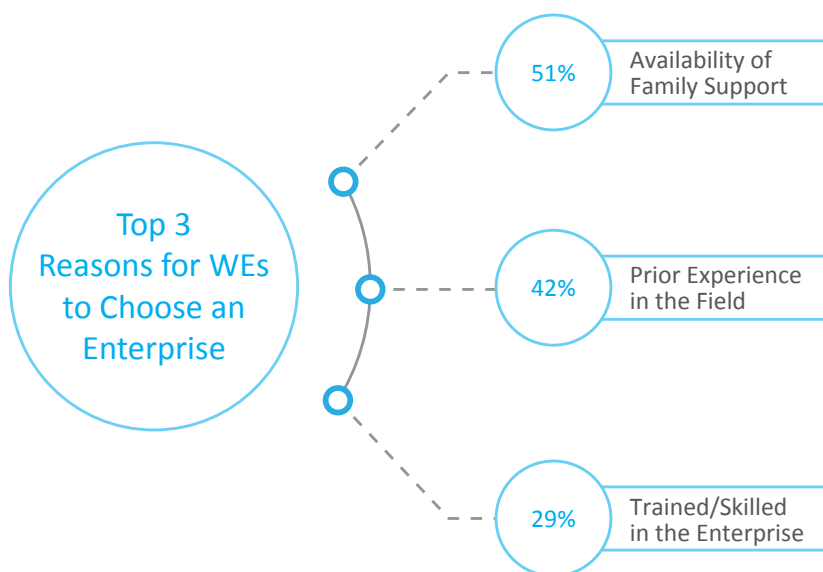 Top 3
Reasons for WEs
to Choose an
Enterprise
51%
Availability of
Family Support
42%
Prior Experience
in the Field
29%
Trained/Skilled
in the Enterprise